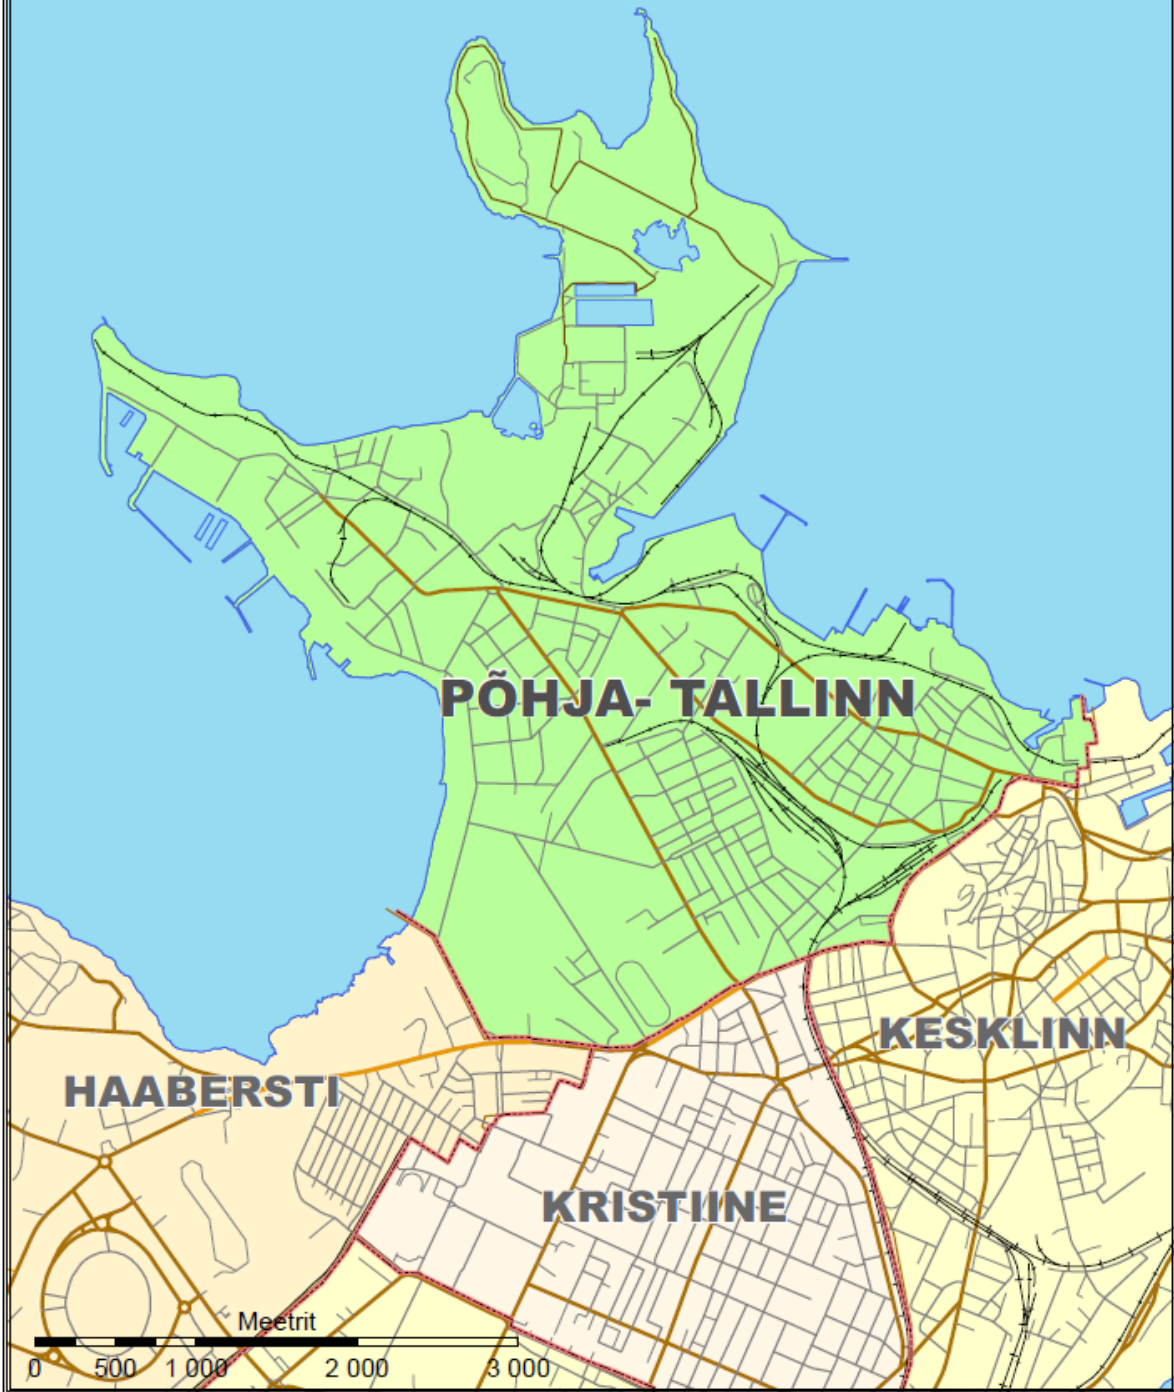 PÕHJA- TALLINN
KESKLINN
HAABERSTI
KRISTIINE
Meetrit
0 500 1 000 2 000 3 000